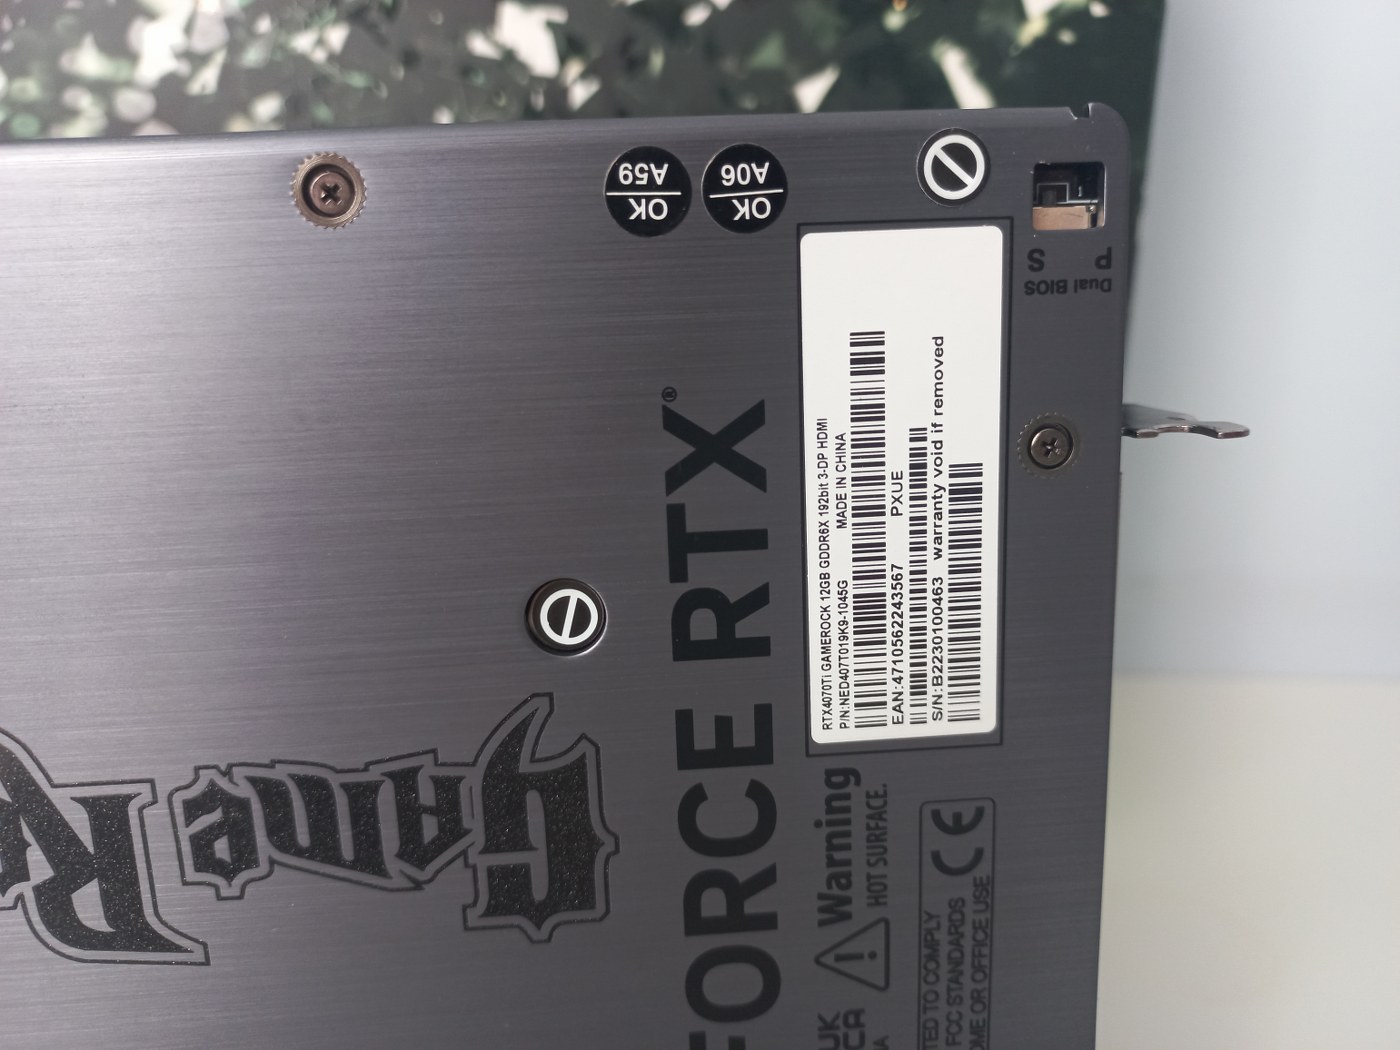 OK
A59
OK
A06
P S
Dual BIOS
GAME
FORCE RTX®
RTX4070Ti GAMEROCK 12GB GDDR6X 192bit 3-DP HDMI
P/N:NED407T019K9-1045G MADE IN CHINA
EAN:4710562243567 PXUE
S/N:B2230100463 warranty void if removed
Warning
HOT SURFACE.
UK
CA
TED TO COMPLY
FCC STANDARDS
OME OR OFFICE USE
CE